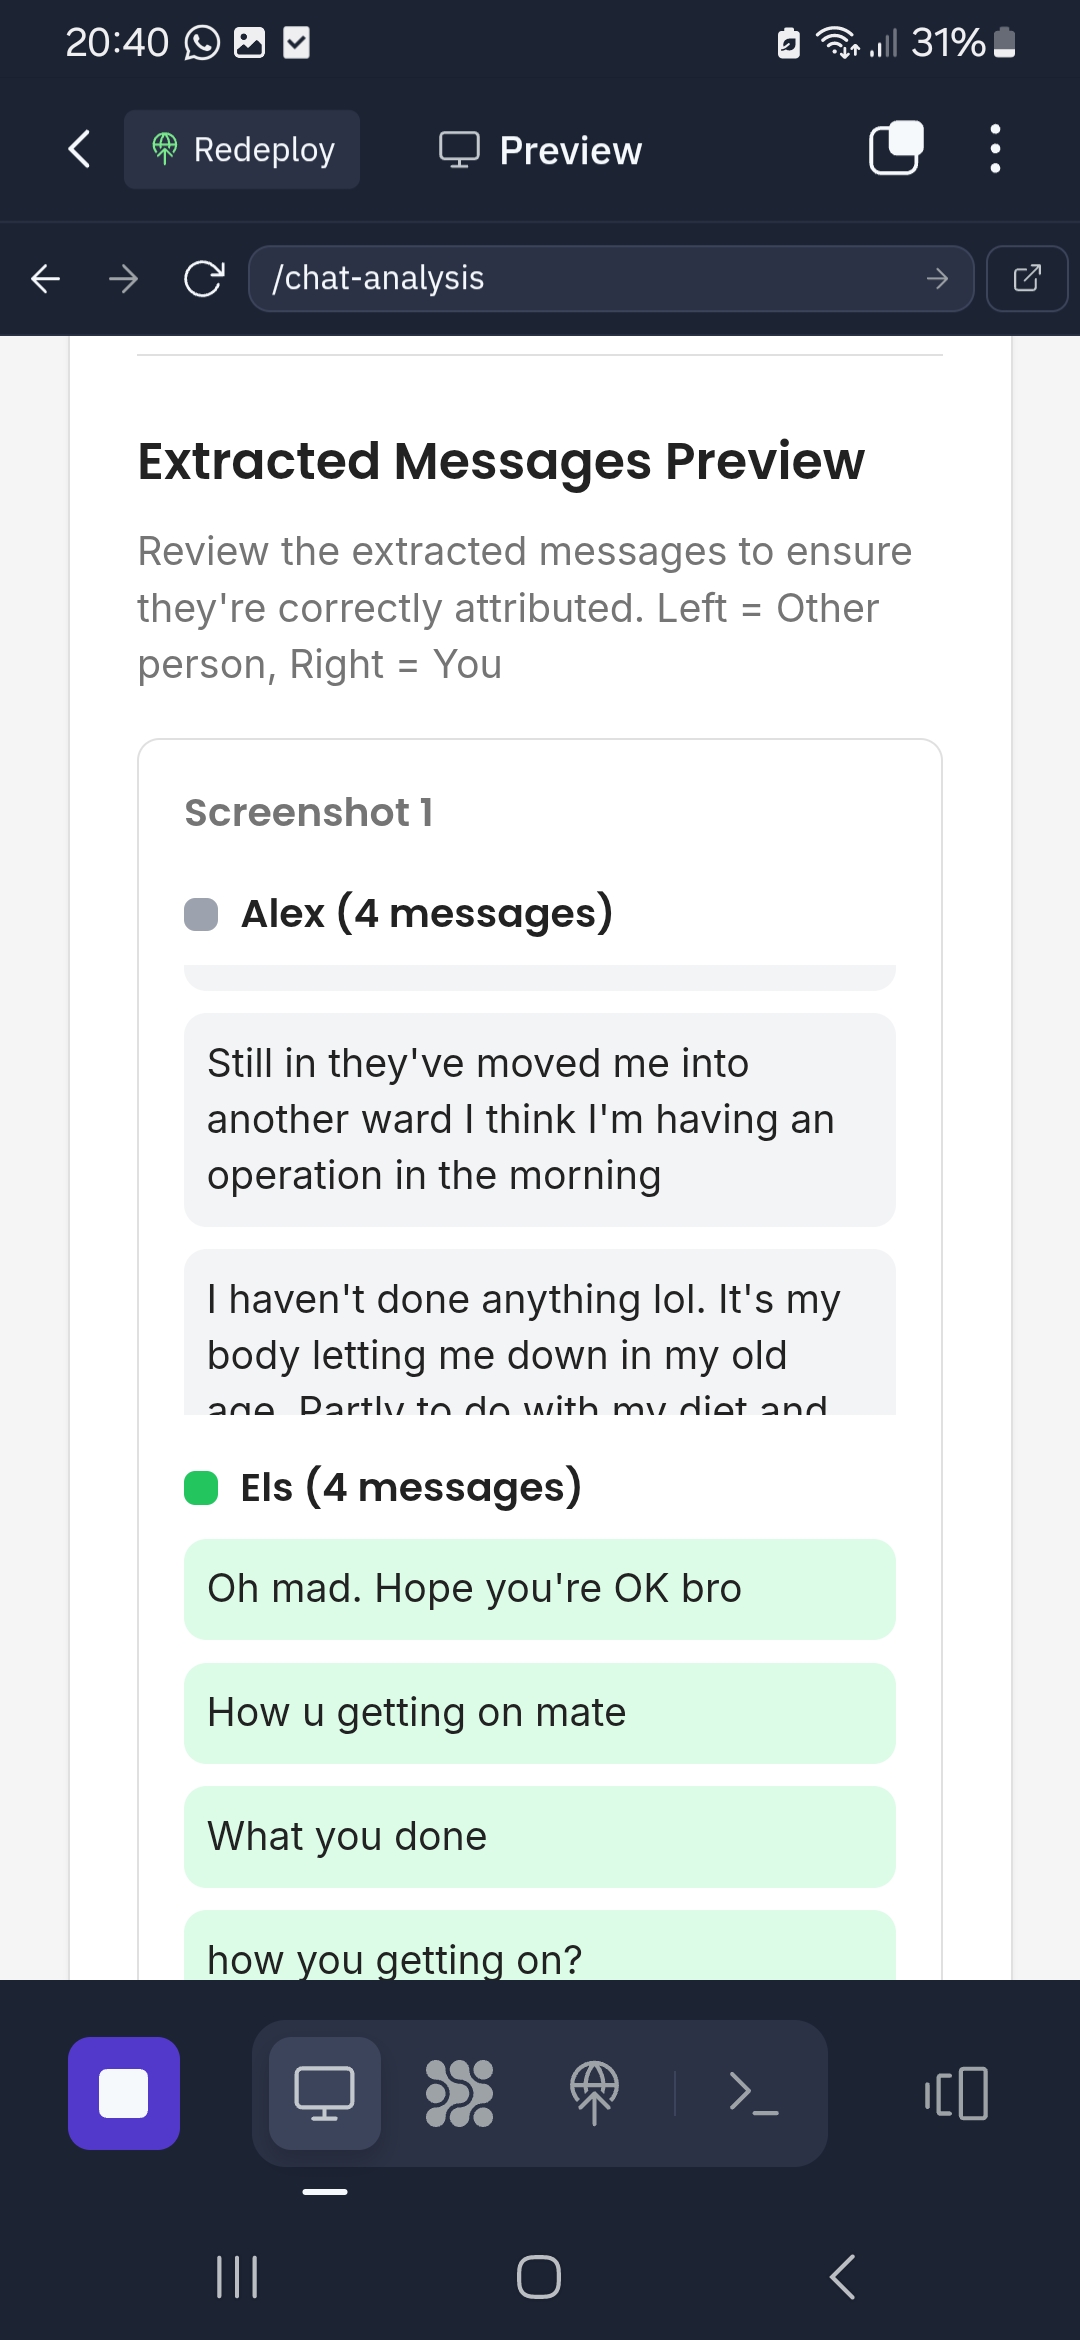 20:40
31%
Redeploy
Preview
/chat-analysis
Extracted Messages Preview
Review the extracted messages to ensure
they're correctly attributed. Left = Other
person, Right = You
Screenshot 1
Alex (4 messages)
Still in they've moved me into
another ward I think I'm having an
operation in the morning
I haven't done anything lol. It's my
body letting me down in my old
age. Partly to do with my diet and
Els (4 messages)
Oh mad. Hope you're OK bro
How u getting on mate
What you done
how you getting on?